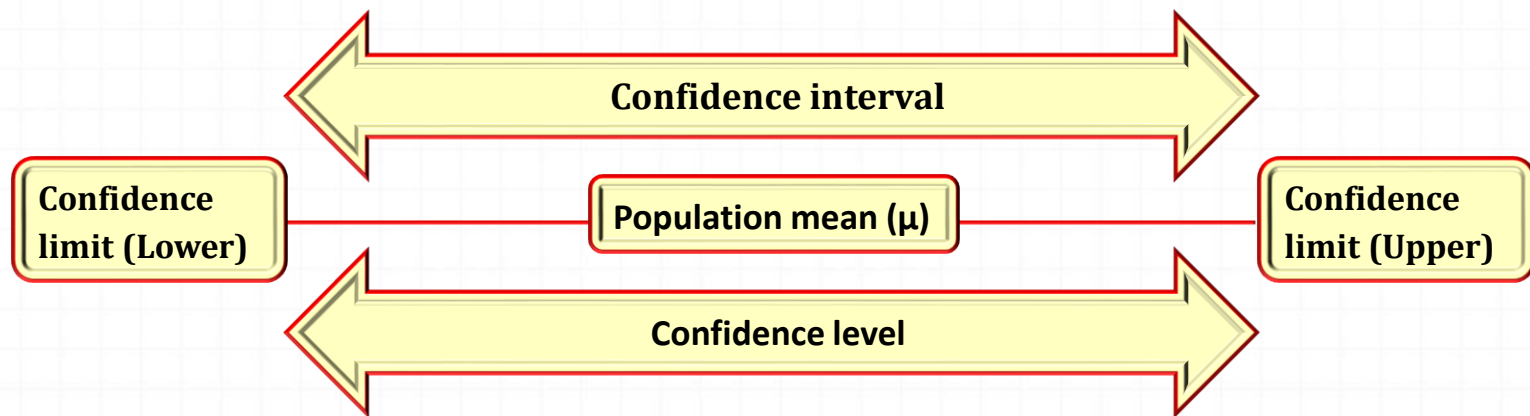 Confidence interval
Confidence
limit (Lower)
Population mean (μ)
Confidence
limit (Upper)
Confidence level